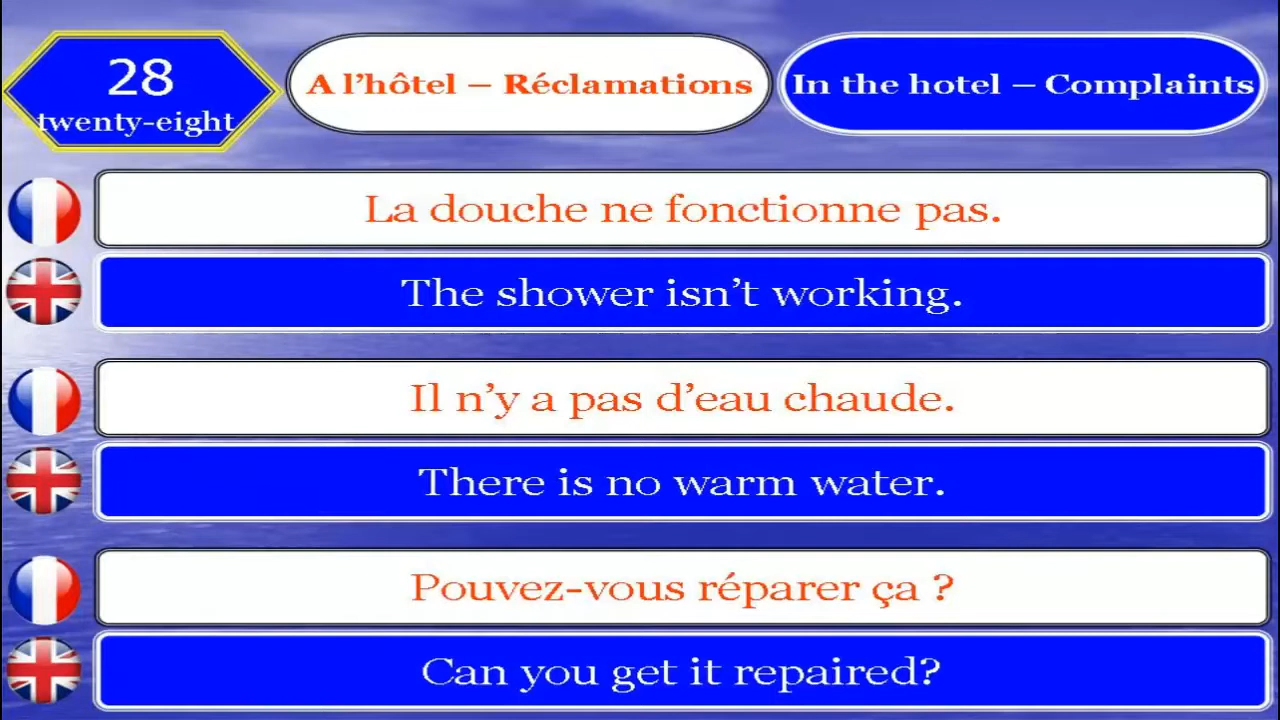 28
twenty-eight
A l’hôtel – Réclamations
In the hotel – Complaints
La douche ne fonctionne pas.
The shower isn’t working.
Il n’y a pas d’eau chaude.
There is no warm water.
Pouvez-vous réparer ça ?
Can you get it repaired?